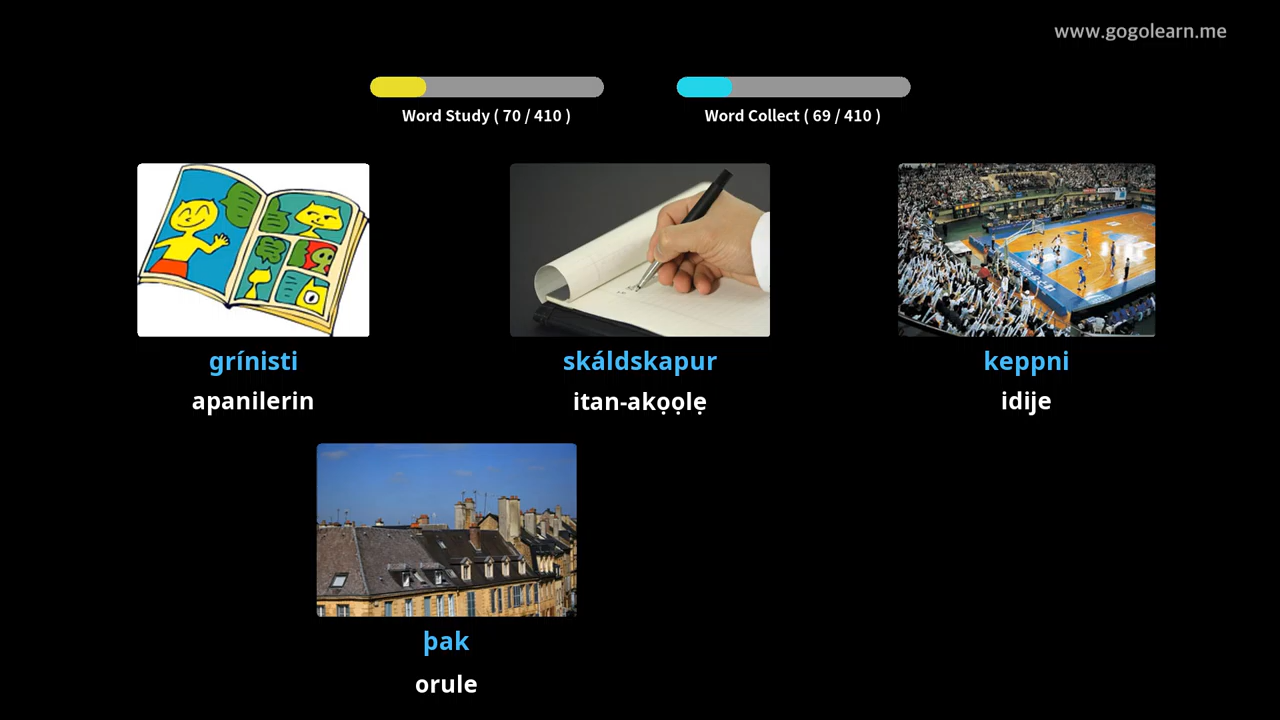 www.gogolearn.me
Word Study ( 70 / 410 )
Word Collect ( 69 / 410 )
grínisti
apanilerin
skáldskapur
itan-akọọlẹ
keppni
idije
þak
orule